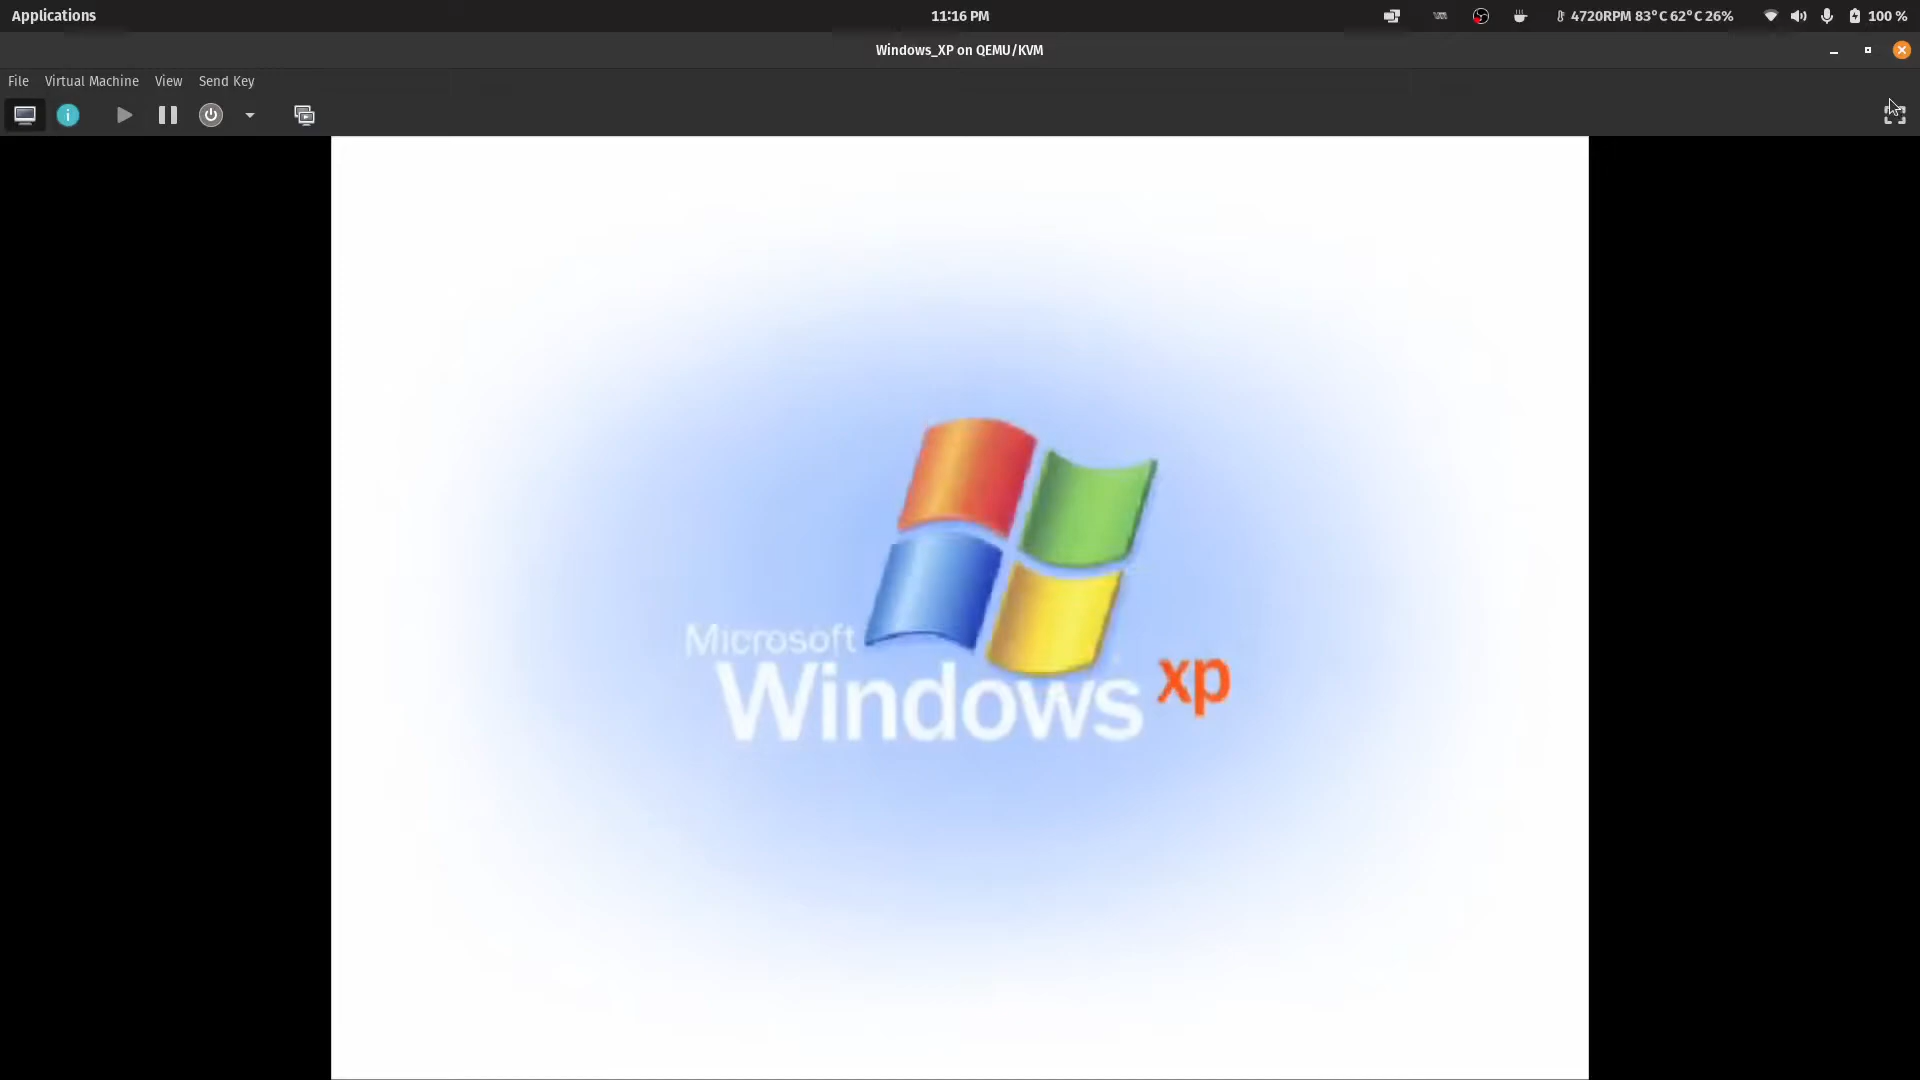 Applications
11:16 PM
4720RPM 83°C 62°C 26%
100 %
Windows_XP on QEMU/KVM
File Virtual Machine View Send Key
Microsoft
Windows xp